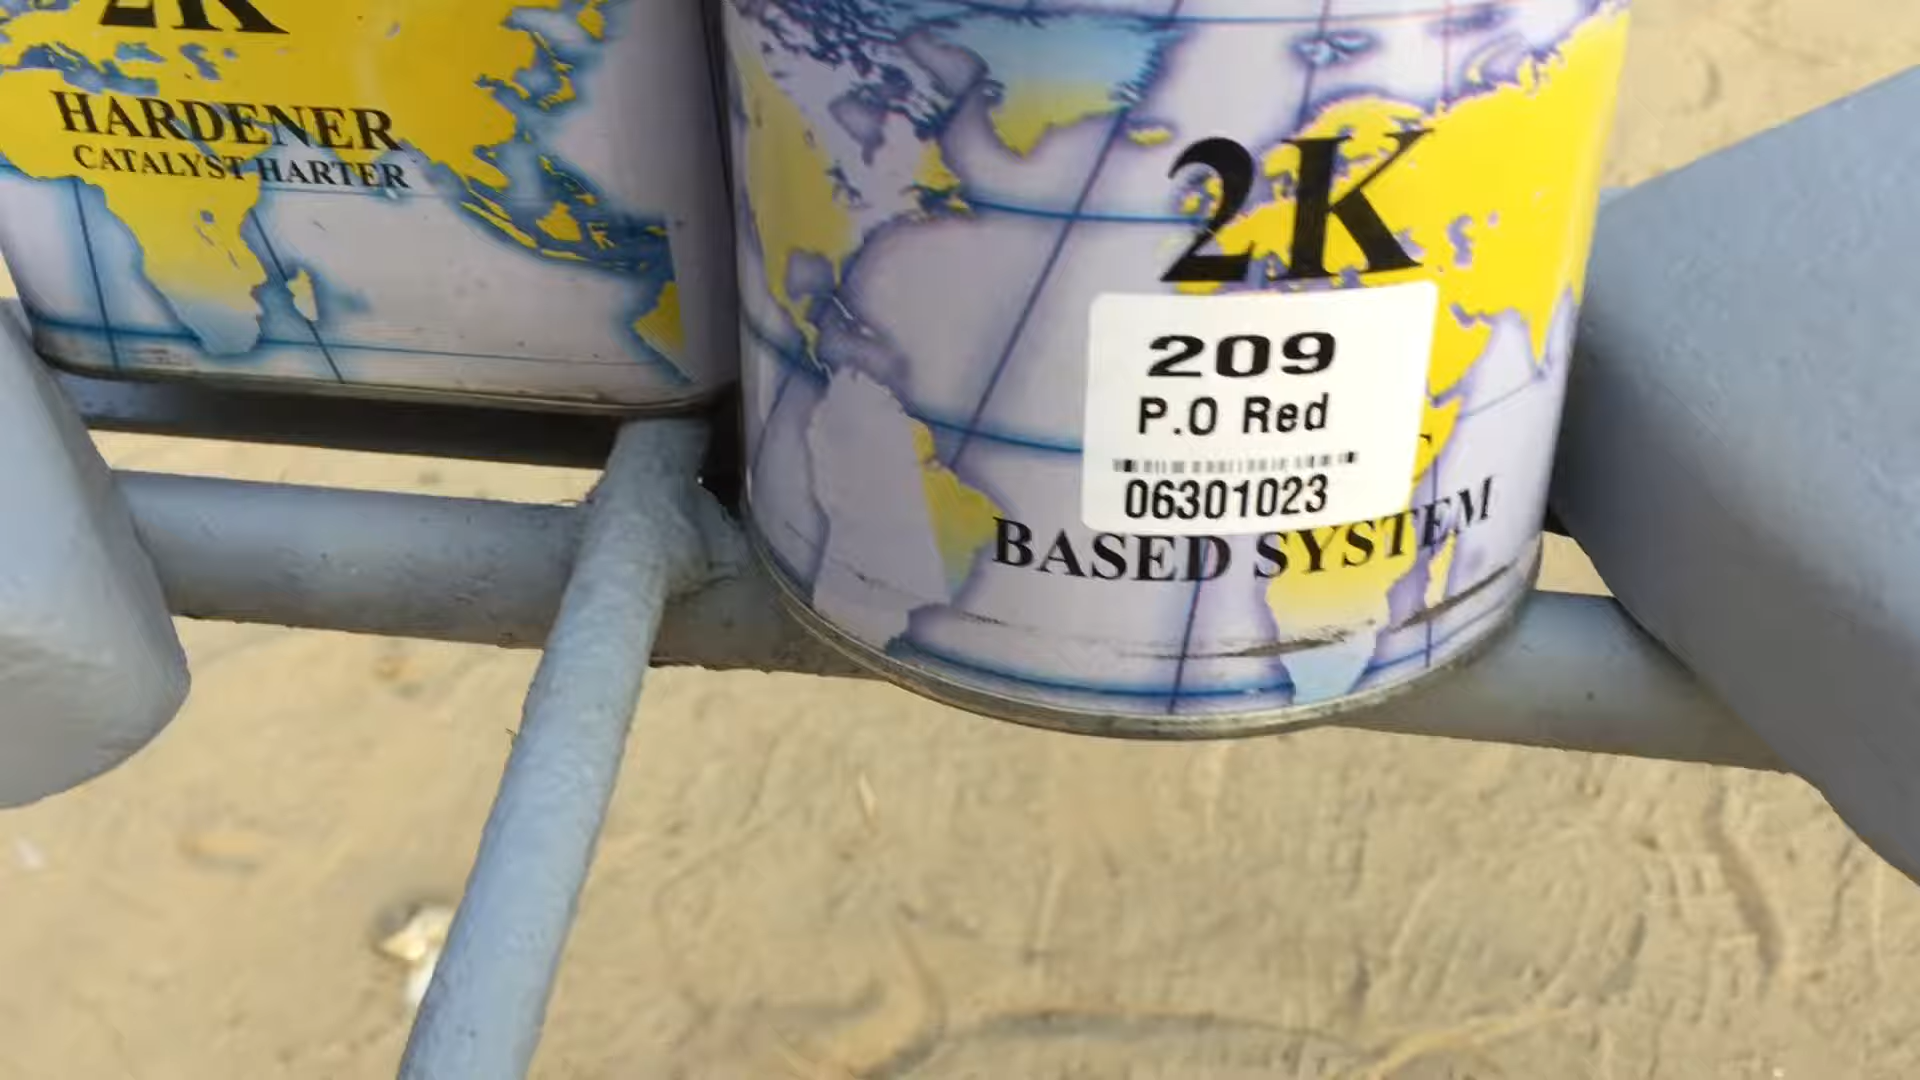 2K
HARDENER
CATALYST HARTER
2K
209
P.O Red
06301023
BASED SYSTEM